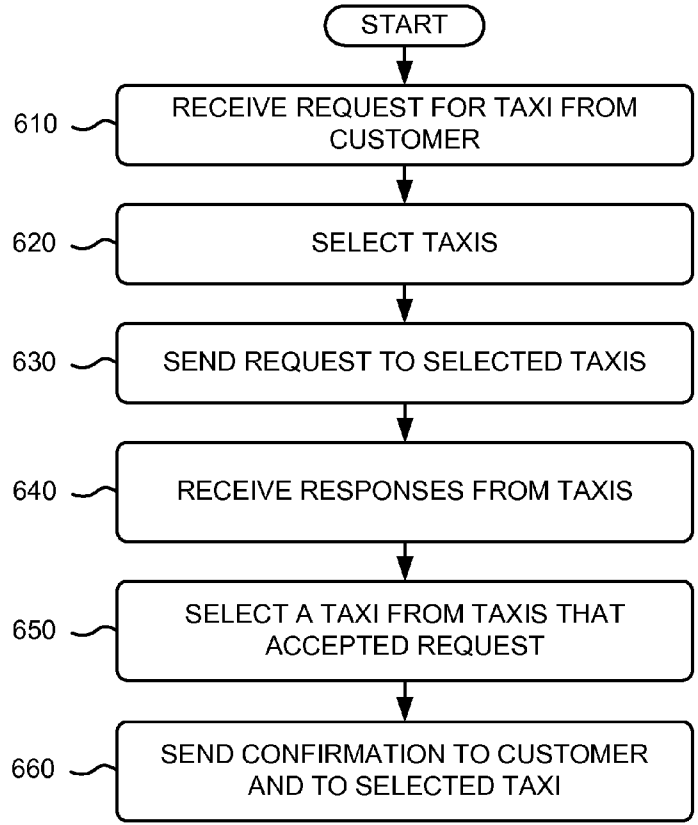 START
610
RECEIVE REQUEST FOR TAXI FROM
CUSTOMER
620
SELECT TAXIS
630
SEND REQUEST TO SELECTED TAXIS
640
RECEIVE RESPONSES FROM TAXIS
650
SELECT A TAXI FROM TAXIS THAT
ACCEPTED REQUEST
660
SEND CONFIRMATION TO CUSTOMER
AND TO SELECTED TAXI